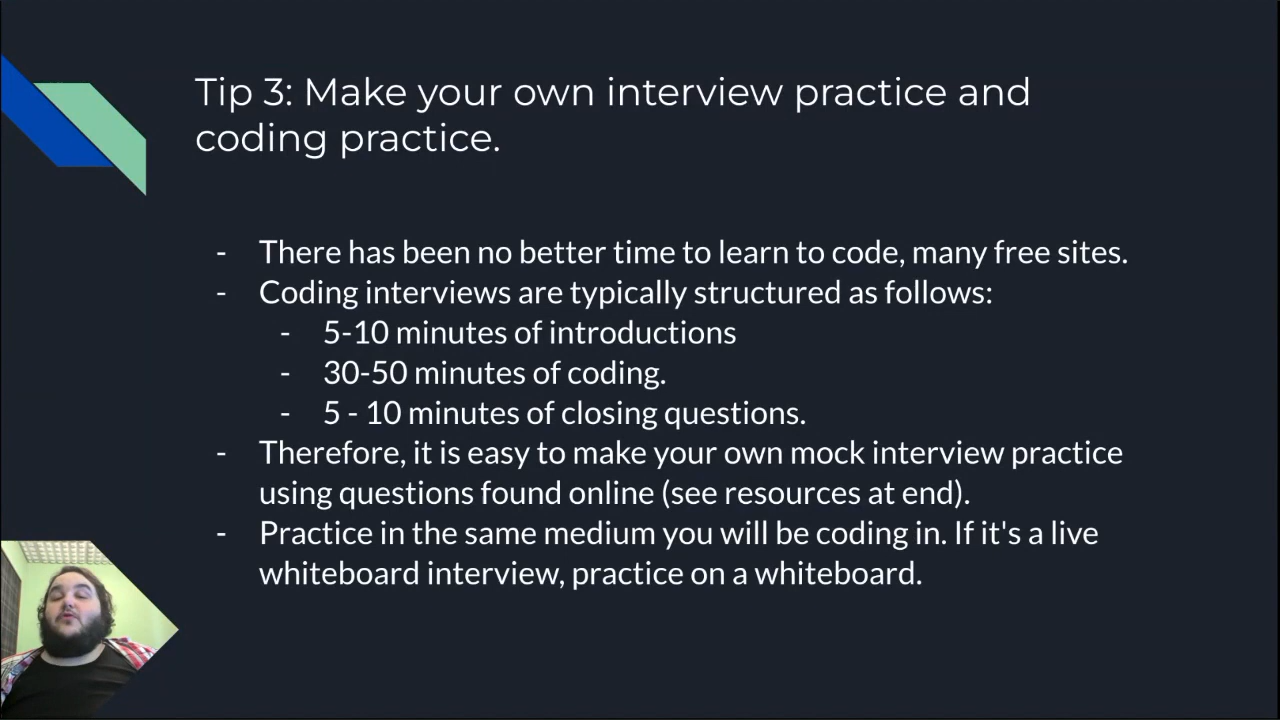 Tip 3: Make your own interview practice and
coding practice.
- There has been no better time to learn to code, many free sites.
- Coding interviews are typically structured as follows:
- 5-10 minutes of introductions
- 30-50 minutes of coding.
- 5 - 10 minutes of closing questions.
- Therefore, it is easy to make your own mock interview practice
using questions found online (see resources at end).
- Practice in the same medium you will be coding in. If it's a live
whiteboard interview, practice on a whiteboard.